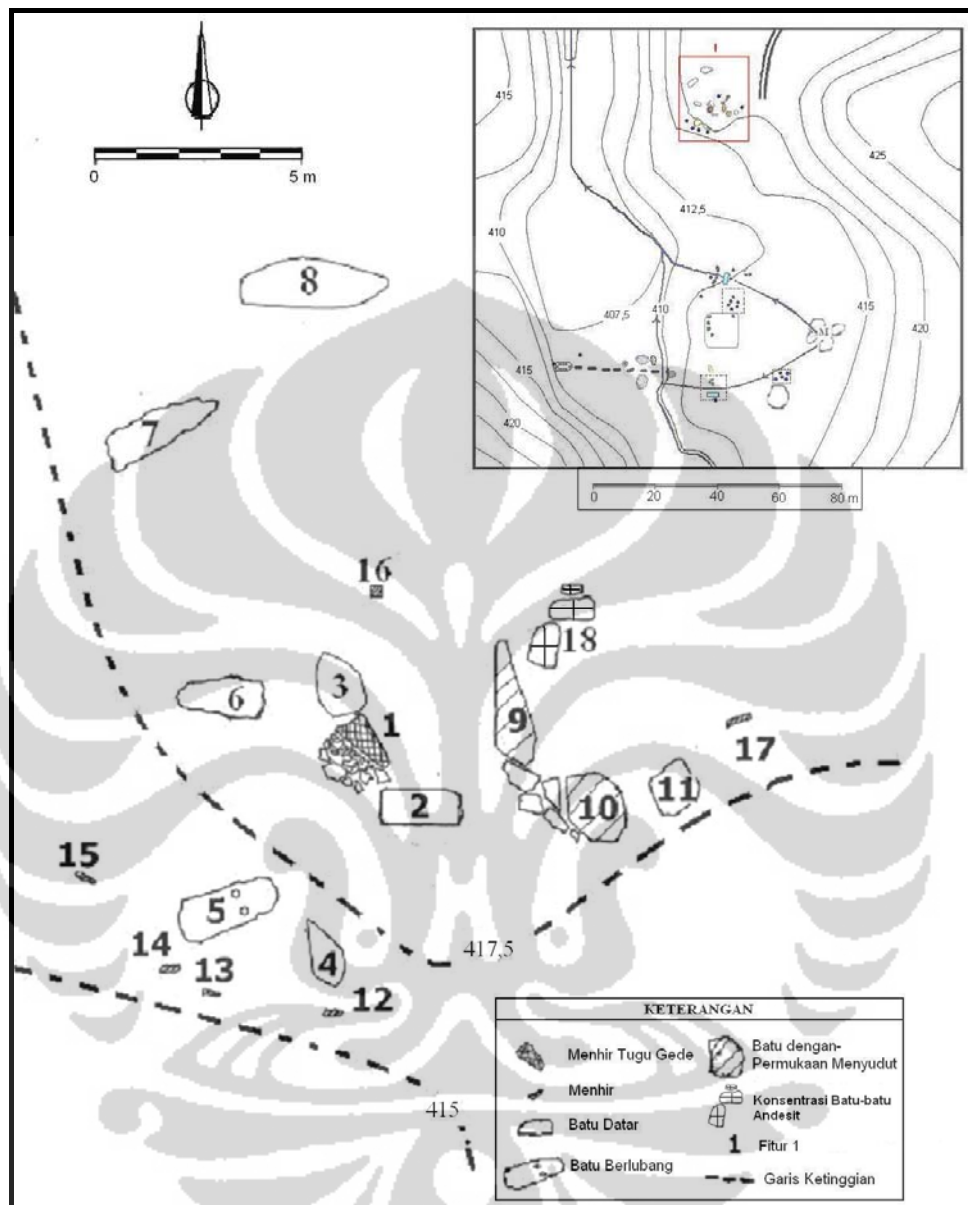 0 5 m
I
415
425
412,5
410
415
407,5
410
420
M
415
420
0 20 40 60 80 m
8
7
16
18
3
6
1
9
17
2
10
11
15
5
14
4
13
12
417,5
415
KETERANGAN
Menhir Tugu Gede
Menhir
Batu Datar
Batu Berlubang
Batu dengan-
Permukaan Menyudut
Konsentrasi Batu-batu
Andesit
1 Fitur 1
Garis Ketinggian